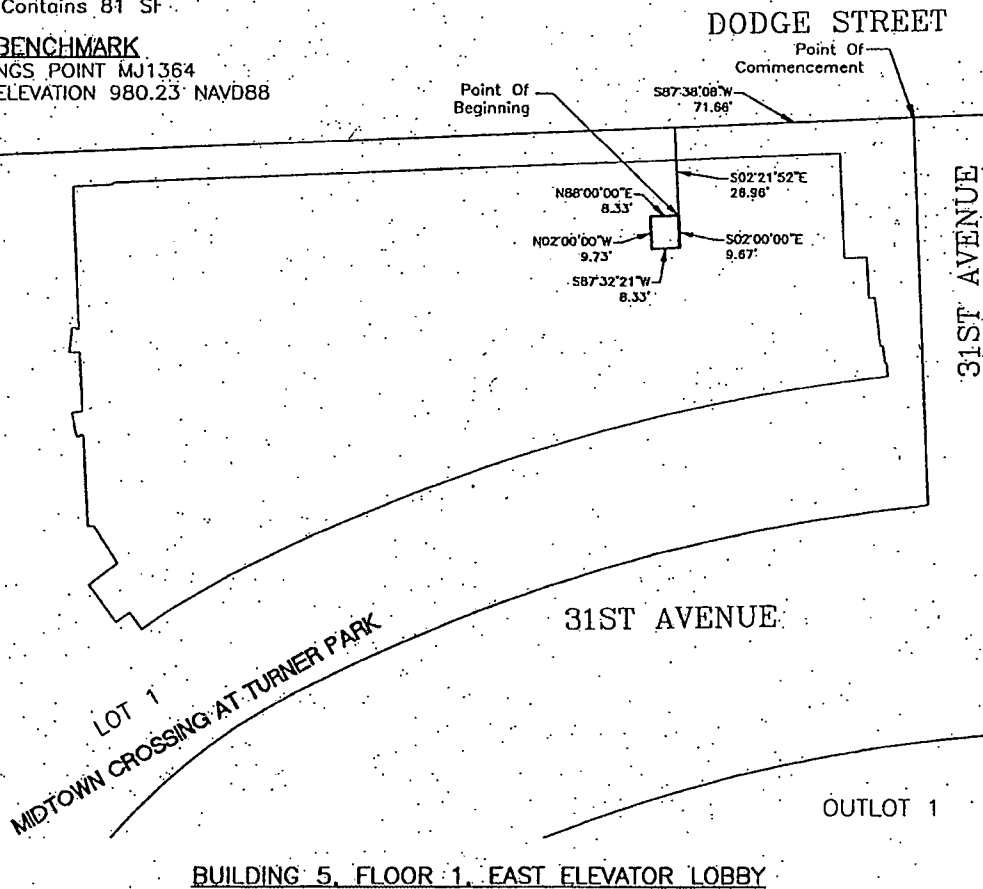 Contains 81 SF
BENCHMARK
NGS POINT MJ1364
ELEVATION 980.23 NAVD88
DODGE STREET
Point Of
Commencement
Point Of
Beginning
S87°38'08"W
71.66'
S02°21'52"E
28.96'
N88°00'00"E
8.33'
N02°00'00"W
9.73'
S02°00'00"E
9.67'
S87°32'21"W
8.33'
31ST AVENUE
31ST AVENUE
LOT 1
MIDTOWN CROSSING AT TURNER PARK
OUTLOT 1
BUILDING 5, FLOOR 1, EAST ELEVATOR LOBBY